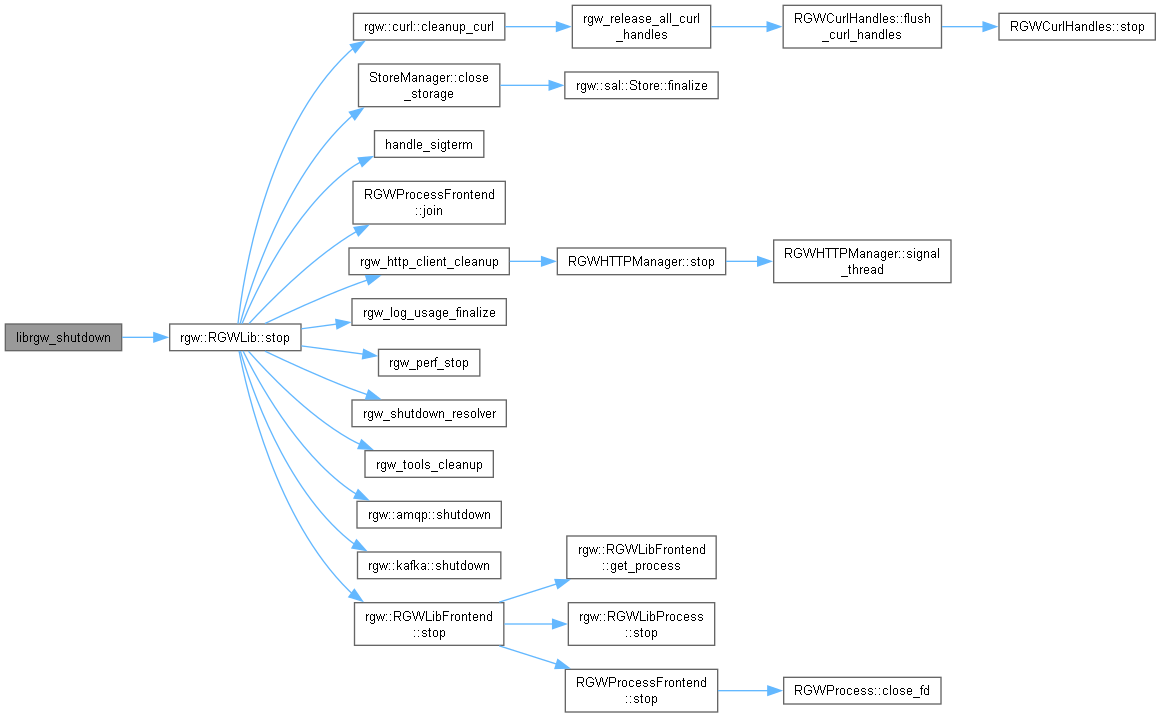 librgw_shutdown
rgw::RGWLib::stop
rgw::curl::cleanup_curl
rgw_release_all_curl
_handles
RGWCurlHandles::flush
_curl_handles
RGWCurlHandles::stop
StoreManager::close
_storage
rgw::sal::Store::finalize
handle_sigterm
RGWProcessFrontend
::join
rgw_http_client_cleanup
RGWHTTPManager::stop
RGWHTTPManager::signal
_thread
rgw_log_usage_finalize
rgw_perf_stop
rgw_shutdown_resolver
rgw_tools_cleanup
rgw::amqp::shutdown
rgw::kafka::shutdown
rgw::RGWLibFrontend
::stop
rgw::RGWLibFrontend
::get_process
rgw::RGWLibProcess
::stop
RGWProcessFrontend
::stop
RGWProcess::close_fd